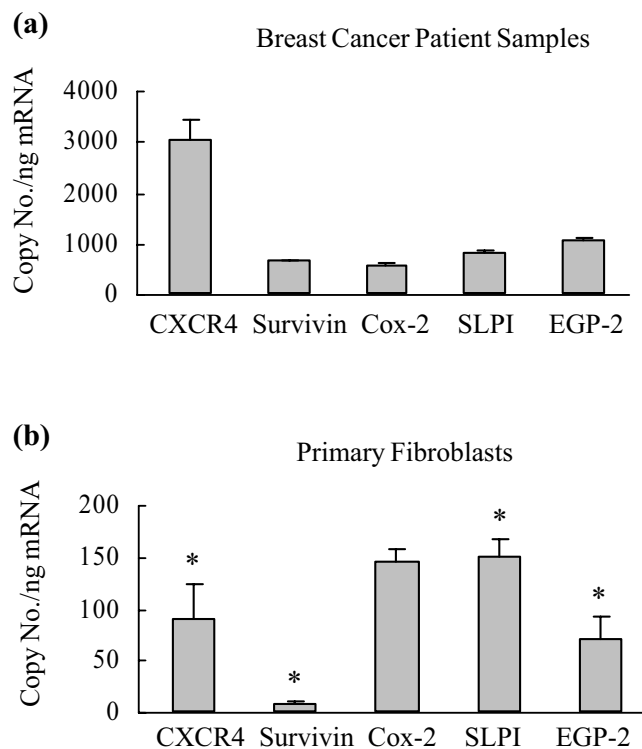 (a)
Breast Cancer Patient Samples
Copy No./ng mRNA
4000
3000
2000
1000
0
CXCR4 Survivin Cox-2 SLPI EGP-2
(b)
Primary Fibroblasts
Copy No./ng mRNA
200
150
100
50
0
* * * *
CXCR4 Survivin Cox-2 SLPI EGP-2